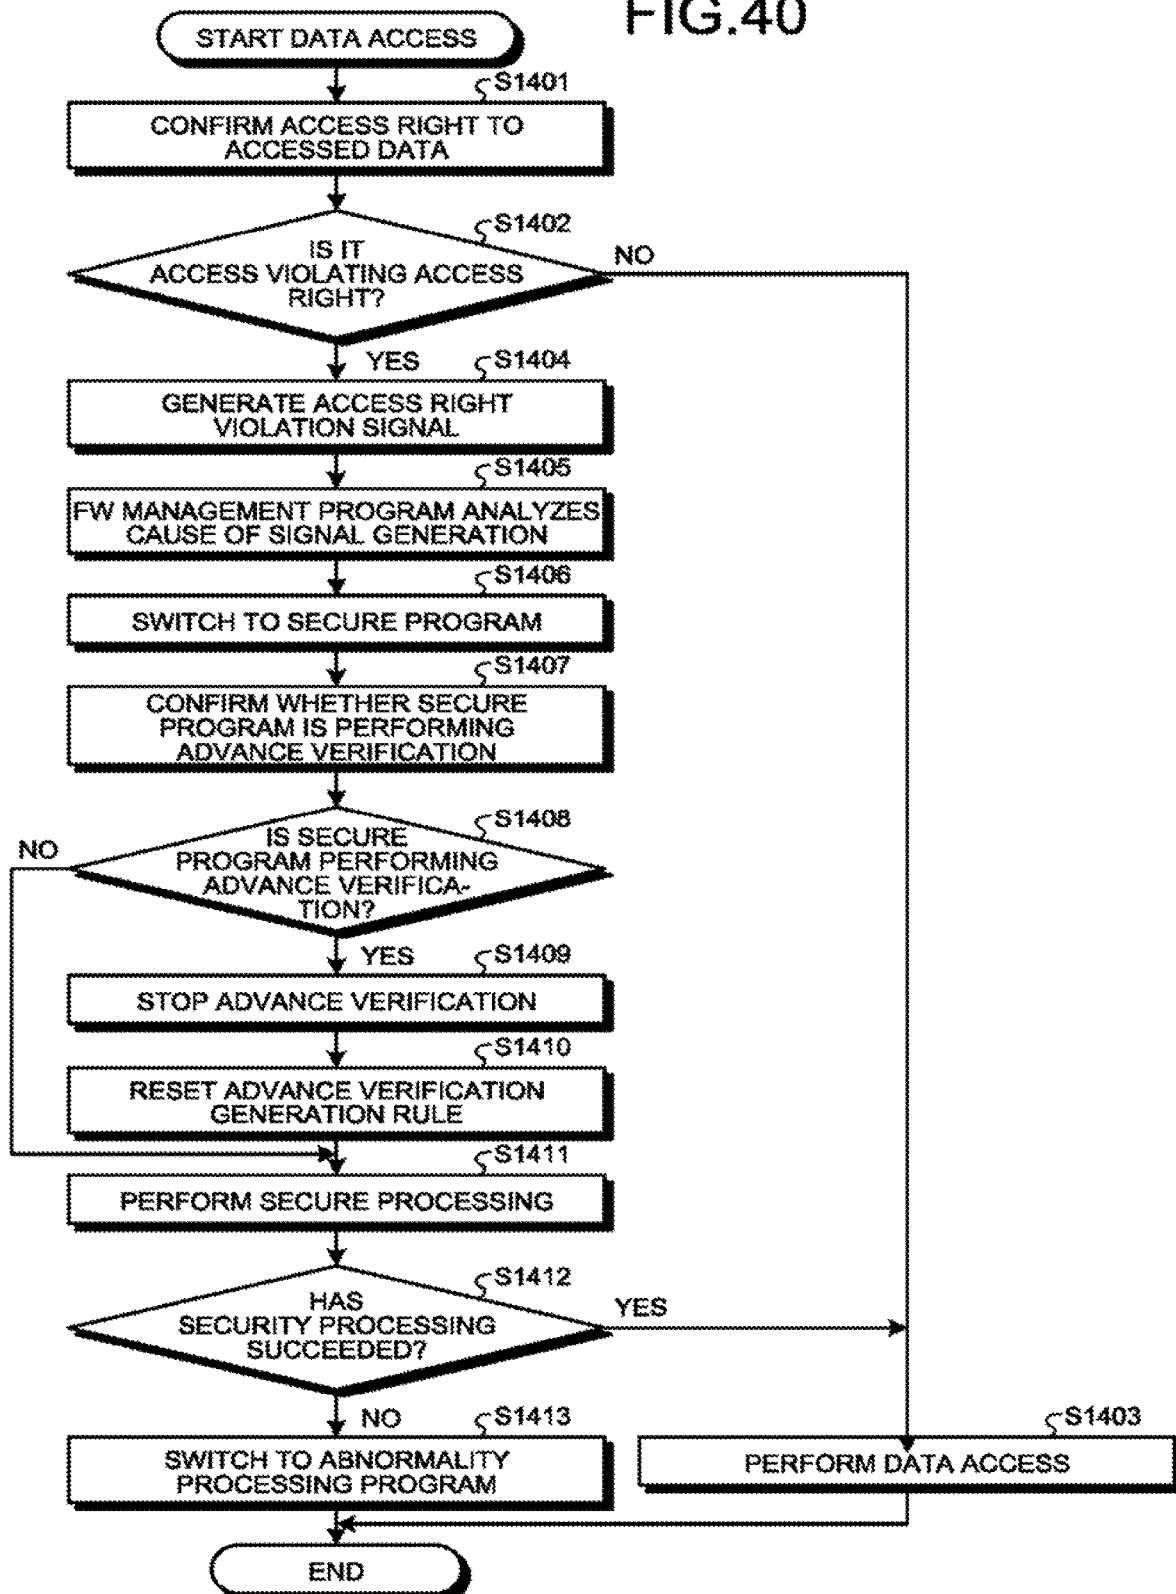 FIG.40
START DATA ACCESS
S1401
CONFIRM ACCESS RIGHT TO
ACCESSED DATA
S1402
IS IT
ACCESS VIOLATING ACCESS
RIGHT?
NO
YES
S1404
GENERATE ACCESS RIGHT
VIOLATION SIGNAL
S1405
FW MANAGEMENT PROGRAM ANALYZES
CAUSE OF SIGNAL GENERATION
S1406
SWITCH TO SECURE PROGRAM
S1407
CONFIRM WHETHER SECURE
PROGRAM IS PERFORMING
ADVANCE VERIFICATION
S1408
NO
IS SECURE
PROGRAM PERFORMING
ADVANCE VERIFICA-
TION?
YES
S1409
STOP ADVANCE VERIFICATION
S1410
RESET ADVANCE VERIFICATION
GENERATION RULE
S1411
PERFORM SECURE PROCESSING
S1412
HAS
SECURITY PROCESSING
SUCCEEDED?
YES
NO
S1413
SWITCH TO ABNORMALITY
PROCESSING PROGRAM
S1403
PERFORM DATA ACCESS
END